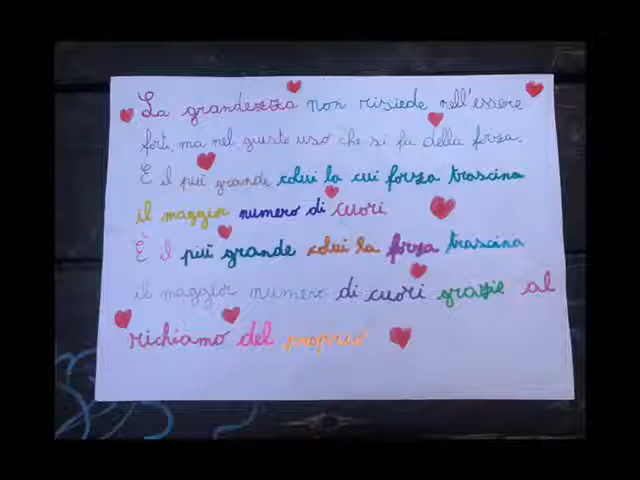 La grandezza non risiede nell'essere
forti, ma nel giusto uso che si fa della forza.
È il più grande colui la cui forza trascina
il maggior numero di cuori
È il più grande colui la forza trascina
il maggior numero di cuori grazie al
richiamo del proprio